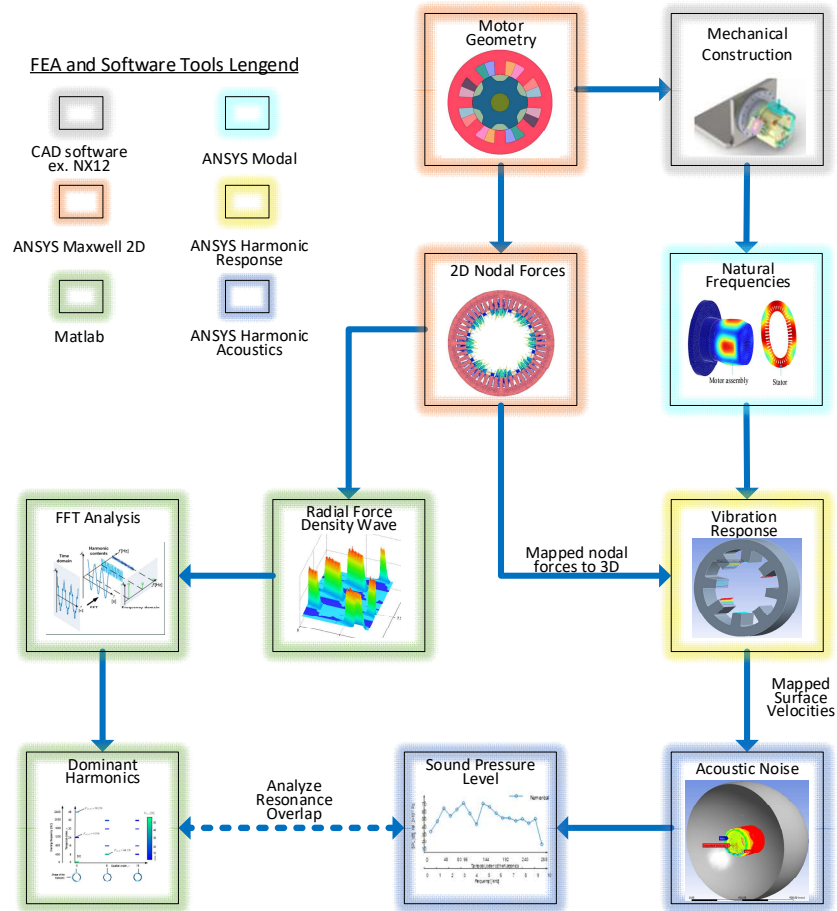 Motor
Geometry
Mechanical
Construction
FEA and Software Tools Lengend
CAD software
ex. NX12
ANSYS Modal
ANSYS Maxwell 2D
ANSYS Harmonic
Response
Matlab
ANSYS Harmonic
Acoustics
2D Nodal Forces
Natural
Frequencies
Motor assembly
Stator
FFT Analysis
Time
domain
Harmonic
contents
f[Hz]
FFT
Frequency domain
Radial Force
Density Wave
Mapped nodal
forces to 3D
Vibration
Response
Mapped
Surface
Velocities
Dominant
Harmonics
Analyze
Resonance
Overlap
Sound Pressure
Level
Numerical
Acoustic Noise